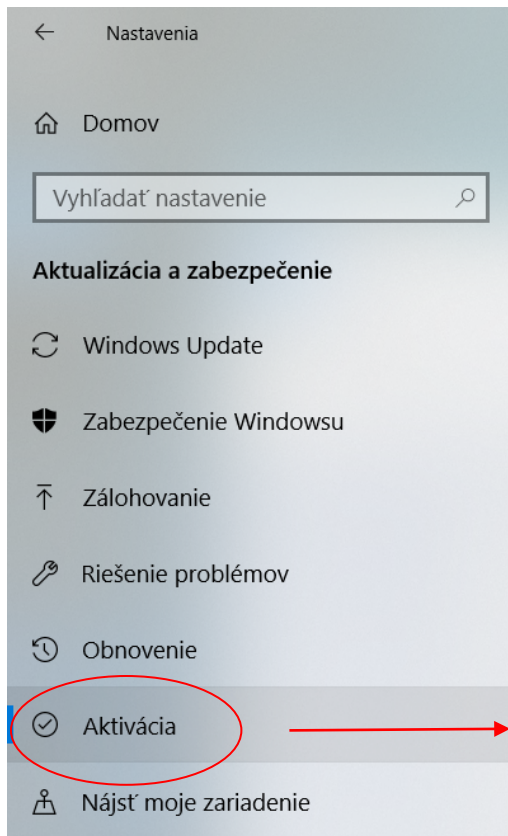 Nastavenia
Domov
Vyhľadať nastavenie
Aktualizácia a zabezpečenie
Windows Update
Zabezpečenie Windowsu
Zálohovanie
Riešenie problémov
Obnovenie
Aktivácia
Nájsť moje zariadenie